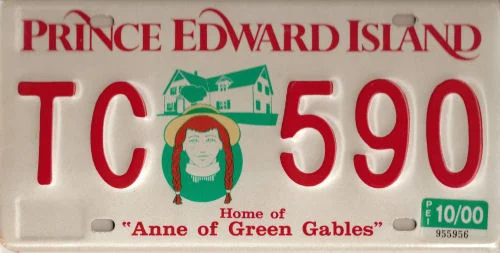 PRINCE EDWARD ISLAND
TC 590
Home of
"Anne of Green Gables"
PEI 10/00
955956